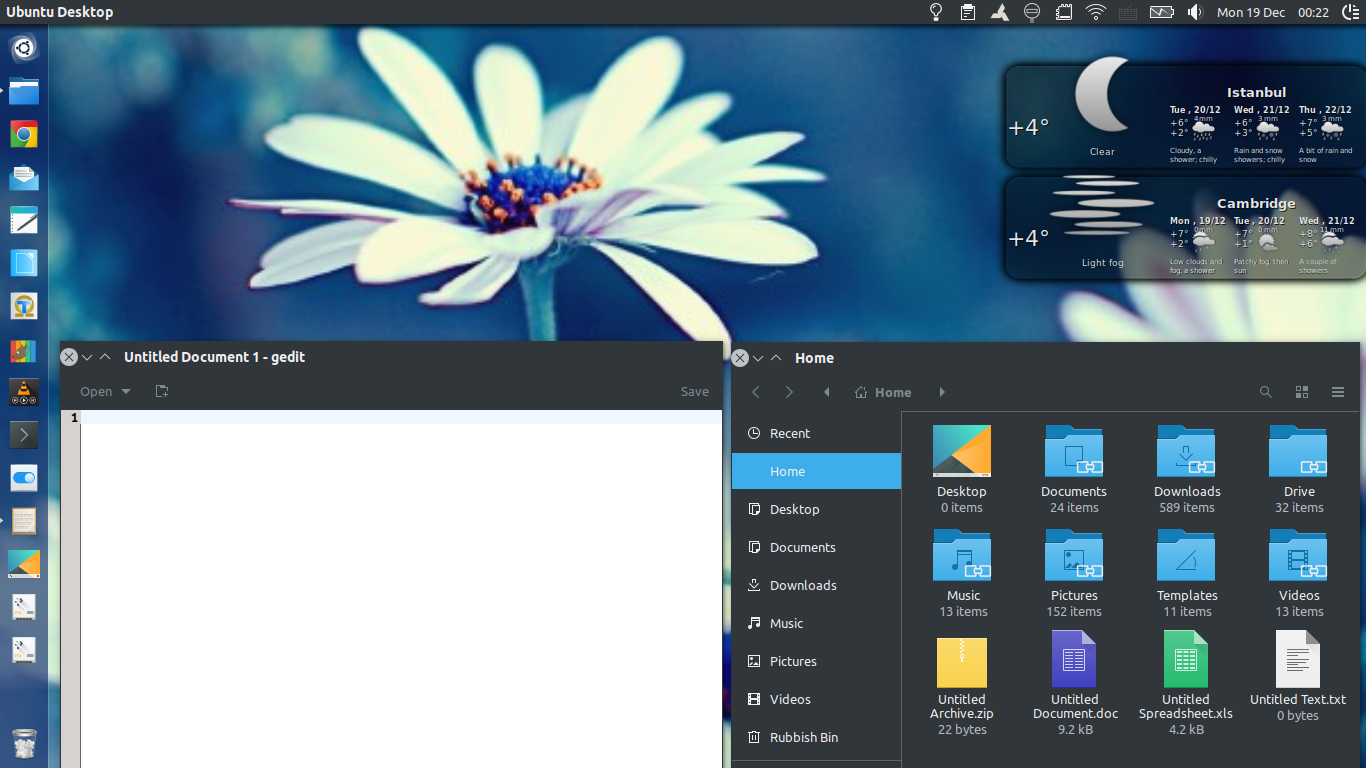 Ubuntu Desktop
Mon 19 Dec 00:22
Istanbul
+4°
Clear
Tue , 20/12 Wed , 21/12 Thu , 22/12
4 mm 3 mm 3 mm
+6° +6° +7°
+2° +3° +5°
Cloudy, a Rain and snow A bit of rain and
shower; chilly showers; chilly snow
Cambridge
+4°
Light fog
Mon , 19/12 Tue , 20/12 Wed , 21/12
0 mm 0 mm 11 mm
+7° +7° +8°
+2° +1° +6°
Low clouds and Patchy fog, then A couple of
fog, a shower sun showers
Untitled Document 1 - gedit
Open Save
1
Home
Home
Recent
Home
Desktop
Documents
Downloads
Music
Pictures
Videos
Rubbish Bin
Desktop Documents Downloads Drive
0 items 24 items 589 items 32 items
Music Pictures Templates Videos
13 items 152 items 11 items 13 items
Untitled Untitled Untitled Untitled Text.txt
Archive.zip Document.doc Spreadsheet.xls 0 bytes
22 bytes 9.2 kB 4.2 kB